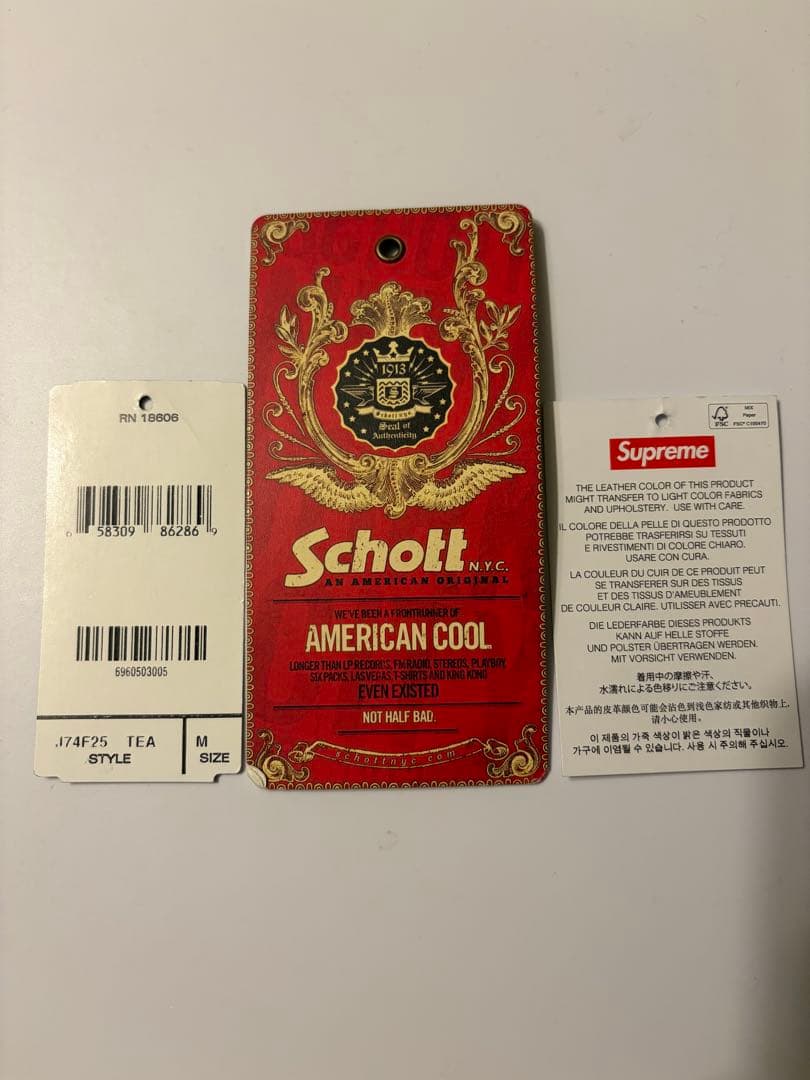 RN 18606
0 58309 86286 9
6960503005
J74F25 TEA
STYLE
M
SIZE
1913
Schott nyc
Seal of
Authenticity
Schott N.Y.C.
AN AMERICAN ORIGINAL
WE'VE BEEN A FRONTRUNNER OF
AMERICAN COOL
LONGER THAN LP RECORDS, FM RADIO, STEREOS, PLAYBOY,
SIX PACKS, LAS VEGAS, T-SHIRTS AND KING KONG
EVEN EXISTED
NOT HALF BAD.
schottnyc.com
FSC
MIX
Paper
FSC® C109470
Supreme
THE LEATHER COLOR OF THIS PRODUCT
MIGHT TRANSFER TO LIGHT COLOR FABRICS
AND UPHOLSTERY. USE WITH CARE.
IL COLORE DELLA PELLE DI QUESTO PRODOTTO
POTREBBE TRASFERIRSI SU TESSUTI
E RIVESTIMENTI DI COLORE CHIARO.
USARE CON CURA.
LA COULEUR DU CUIR DE CE PRODUIT PEUT
SE TRANSFERER SUR DES TISSUS
ET DES TISSUS D'AMEUBLEMENT
DE COULEUR CLAIRE. UTILISER AVEC PRECAUTI.
DIE LEDERFARBE DIESES PRODUKTS
KANN AUF HELLE STOFFE
UND POLSTER ÜBERTRAGEN WERDEN.
MIT VORSICHT VERWENDEN.
着用中の摩擦や汗、
水濡れによる色移りにご注意ください。
本产品的皮革颜色可能会沾色到浅色家纺或其他织物上,
请小心使用。
이 제품의 가죽 색상이 밝은 색상의 직물이나
가구에 이염될 수 있습니다. 사용 시 주의해 주십시오.